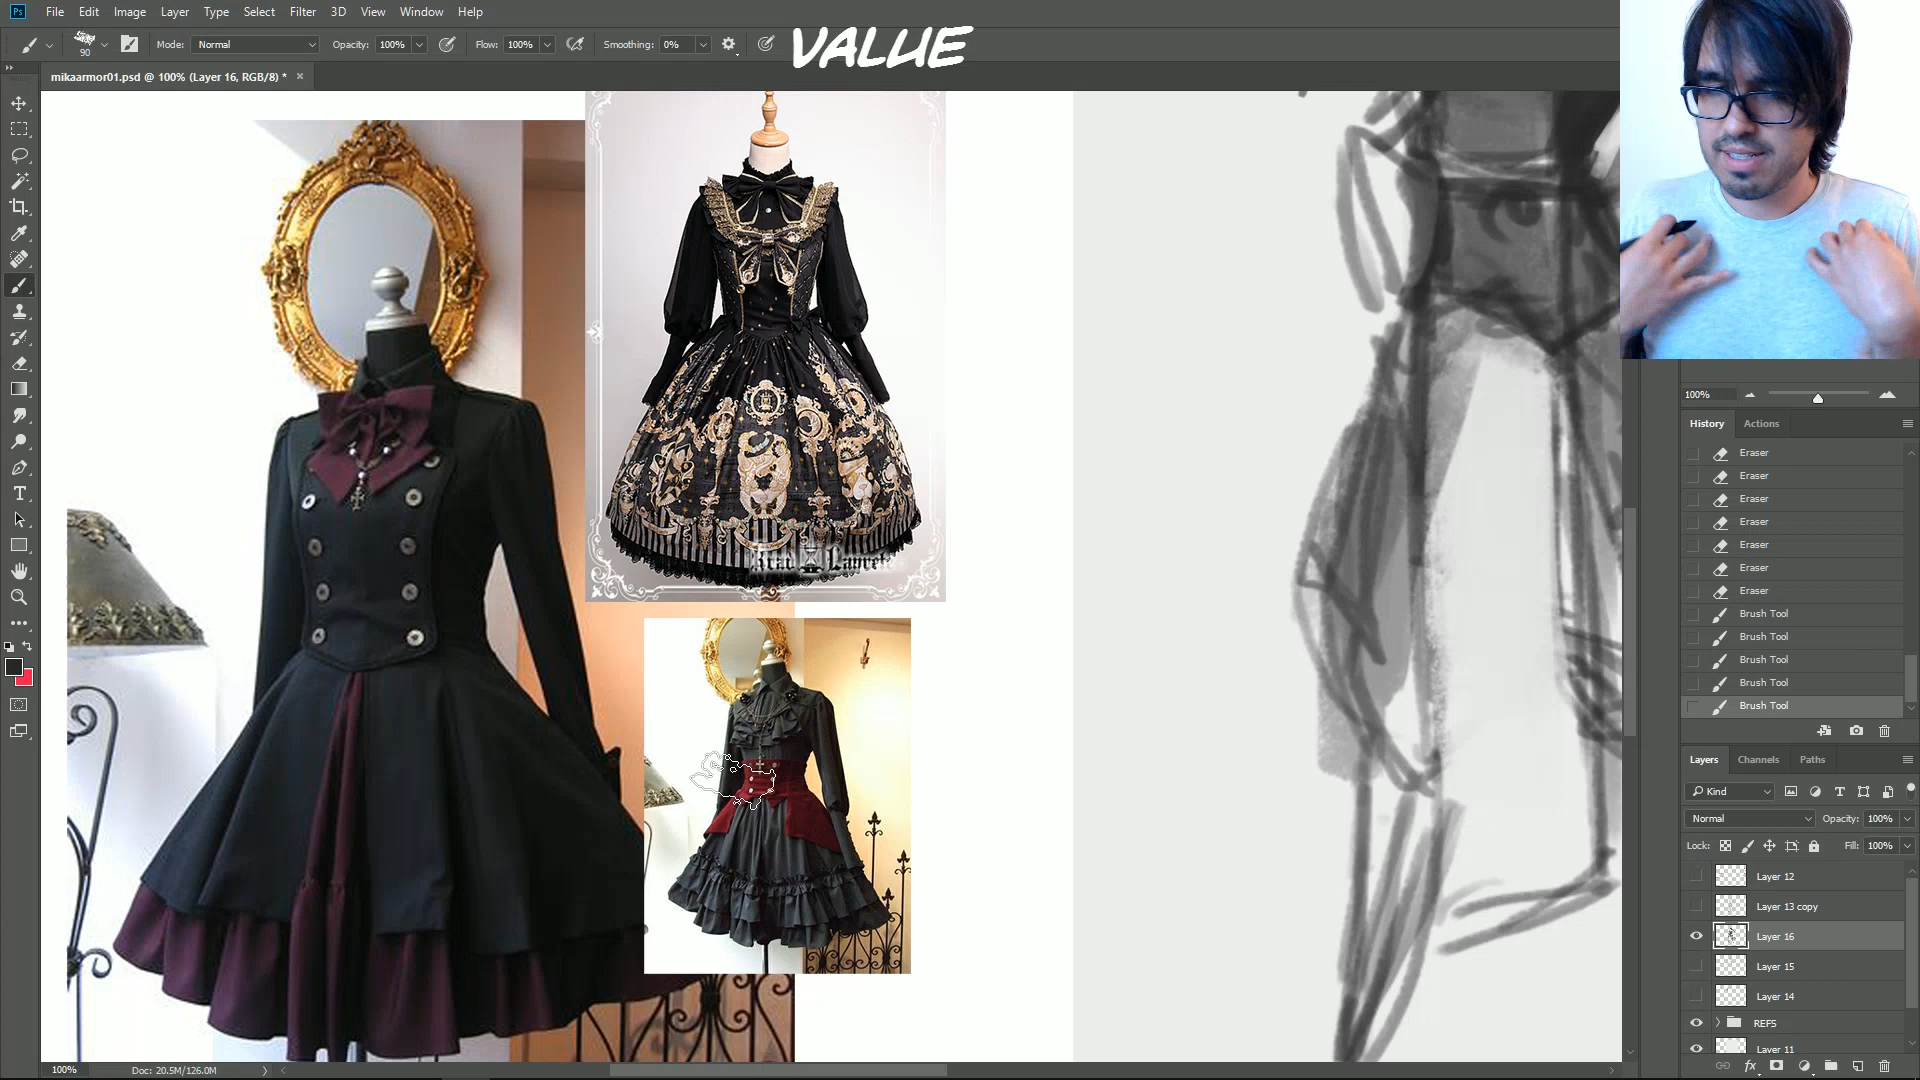 Ps File Edit Image Layer Type Select Filter 3D View Window Help
90 Mode: Normal Opacity: 100% Flow: 100% Smoothing: 0%
VALUE
mikaarmor01.psd @ 100% (Layer 16, RGB/8) *
100%
History Actions
Eraser
Eraser
Eraser
Eraser
Eraser
Eraser
Eraser
Brush Tool
Brush Tool
Brush Tool
Brush Tool
Brush Tool
Layers Channels Paths
Kind
Normal Opacity: 100%
Lock: Fill: 100%
Layer 12
Layer 13 copy
Layer 16
Layer 15
Layer 14
REFS
Layer 11
100% Doc: 20.5M/126.0M